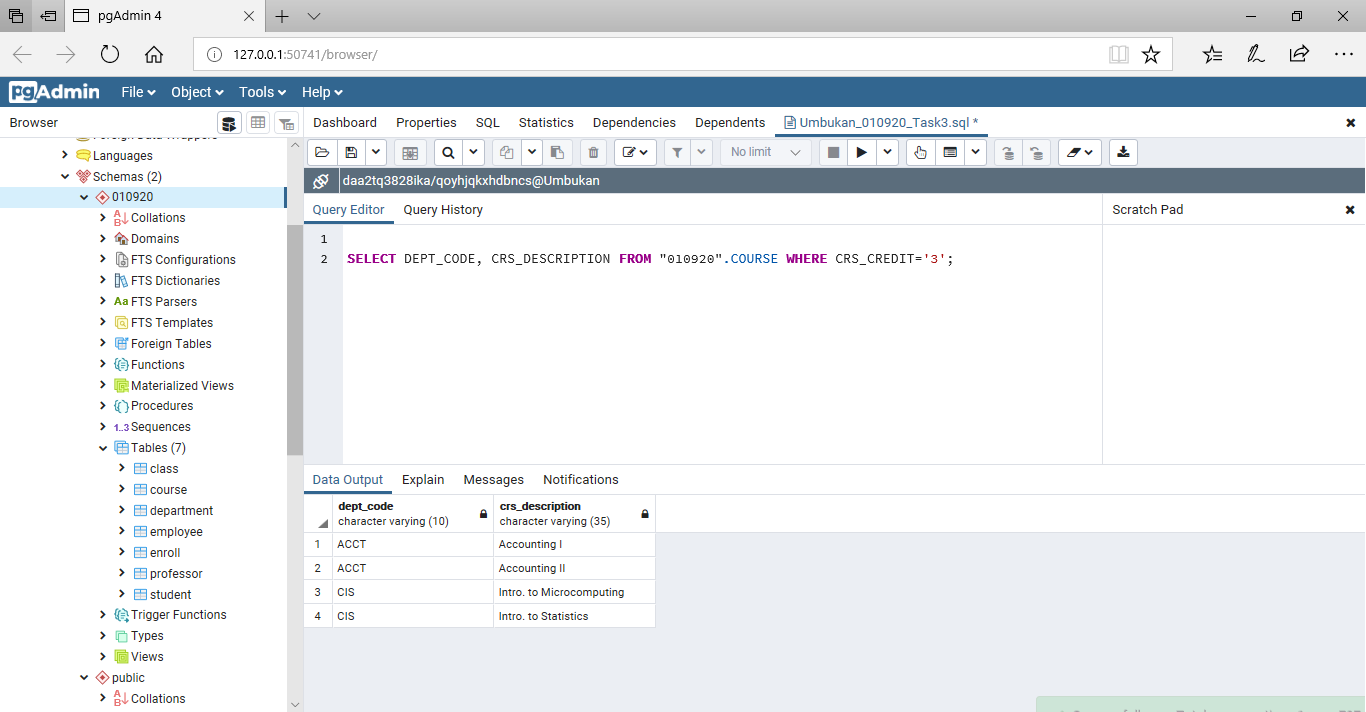 pgAdmin 4
127.0.0.1:50741/browser/
pgAdmin File Object Tools Help
Browser
Dashboard Properties SQL Statistics Dependencies Dependents Umbukan_010920_Task3.sql *
No limit
daa2tq3828ika/qoyhjqkxhdbncs@Umbukan
Query Editor Query History
Scratch Pad
1
2 SELECT DEPT_CODE, CRS_DESCRIPTION FROM "010920".COURSE WHERE CRS_CREDIT='3';
Foreign Data Wrappers
Languages
Schemas (2)
010920
Collations
Domains
FTS Configurations
FTS Dictionaries
Aa FTS Parsers
FTS Templates
Foreign Tables
Functions
Materialized Views
Procedures
1..3 Sequences
Tables (7)
class
course
department
employee
enroll
professor
student
Trigger Functions
Types
Views
public
Collations
Data Output Explain Messages Notifications
dept_code crs_description
character varying (10) character varying (35)
1 ACCT Accounting I
2 ACCT Accounting II
3 CIS Intro. to Microcomputing
4 CIS Intro. to Statistics